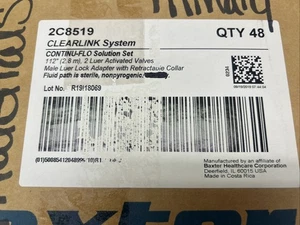 2C8519 QTY 48
CLEARLINK System
CONTINU-FLO Solution Set
112" (2.8 m), 2 Luer Activated Valves
Male Luer Lock Adapter with Retractable Collar
Fluid path is sterile, nonpyrogenic
Lot No. R19I18069
Manufactured by an affiliate of
Baxter Healthcare Corporation
Deerfield, IL 60015 USA
Made in Costa Rica